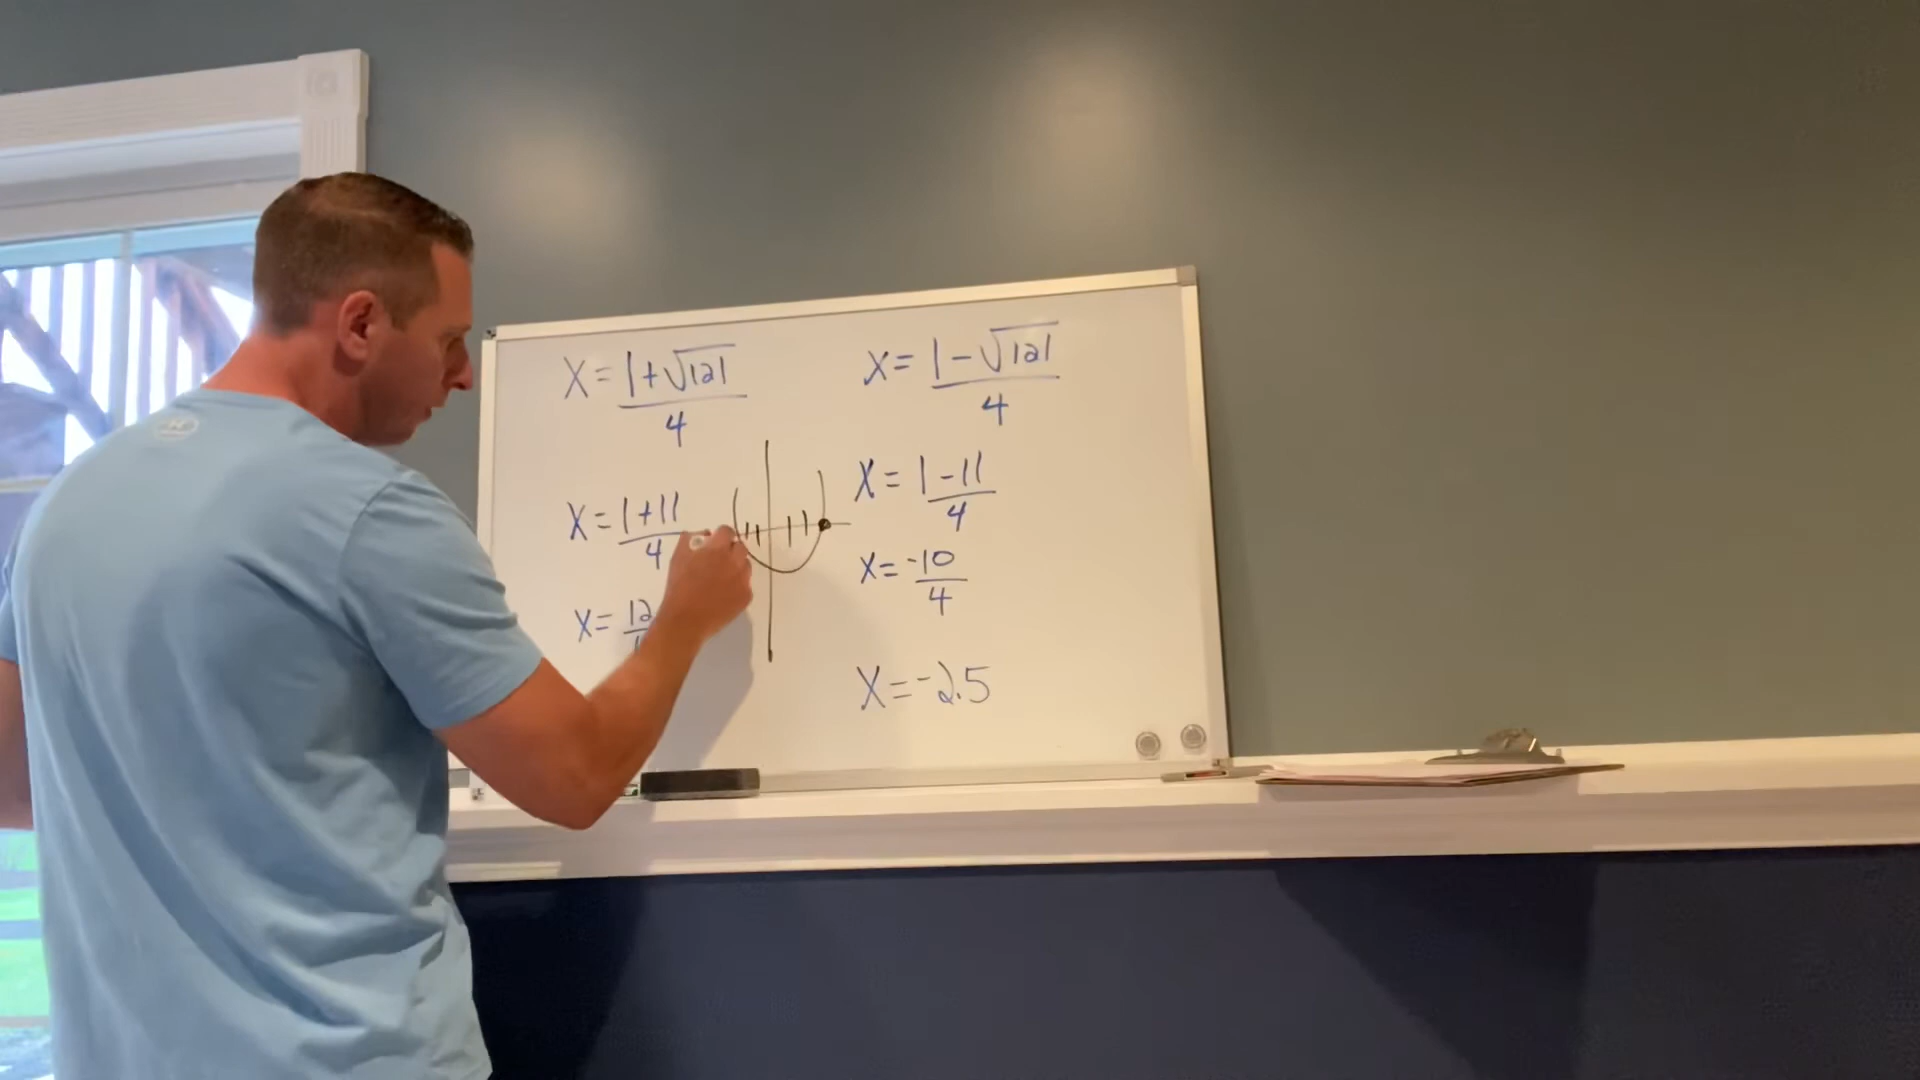 X = 1+√121 / 4
X = 1+11 / 4
X = 12
X = 1-√121 / 4
X = 1-11 / 4
X = -10 / 4
X = -2.5